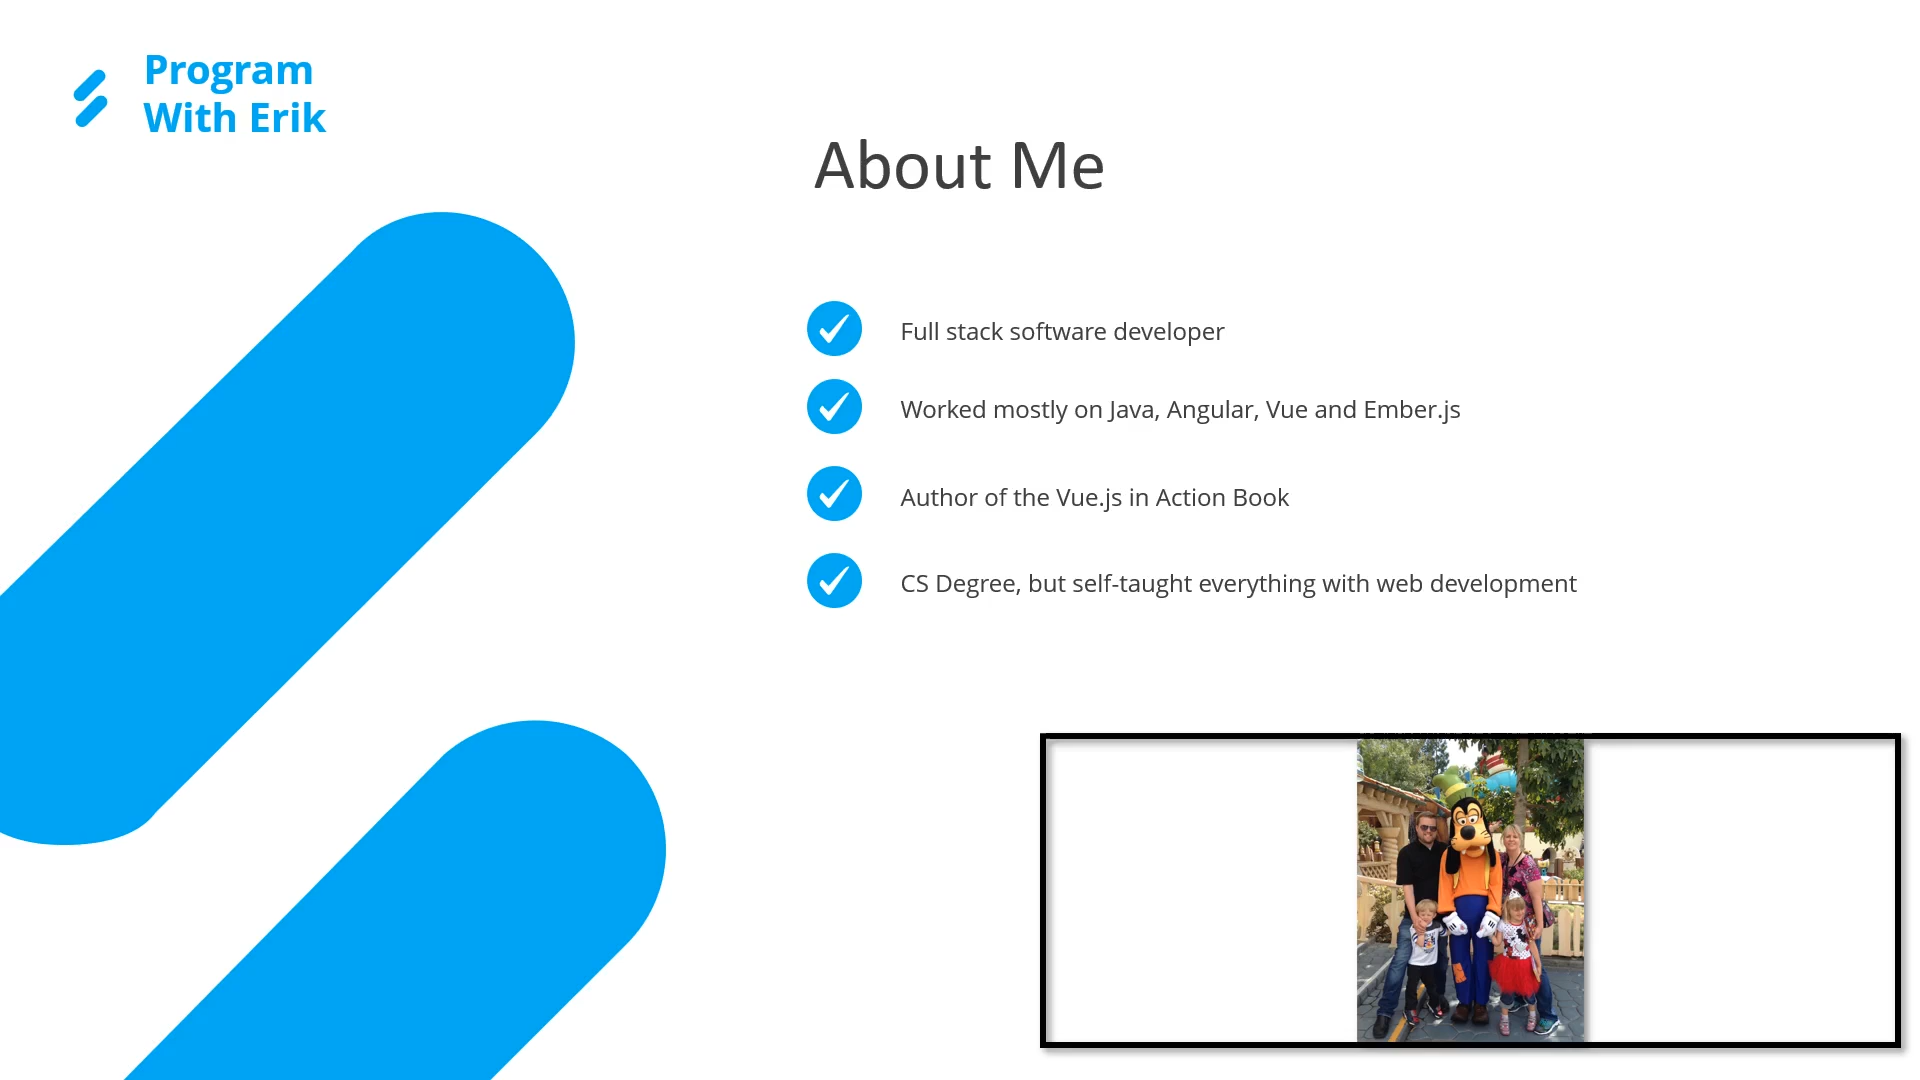 Program
With Erik
About Me
Full stack software developer
Worked mostly on Java, Angular, Vue and Ember.js
Author of the Vue.js in Action Book
CS Degree, but self-taught everything with web development